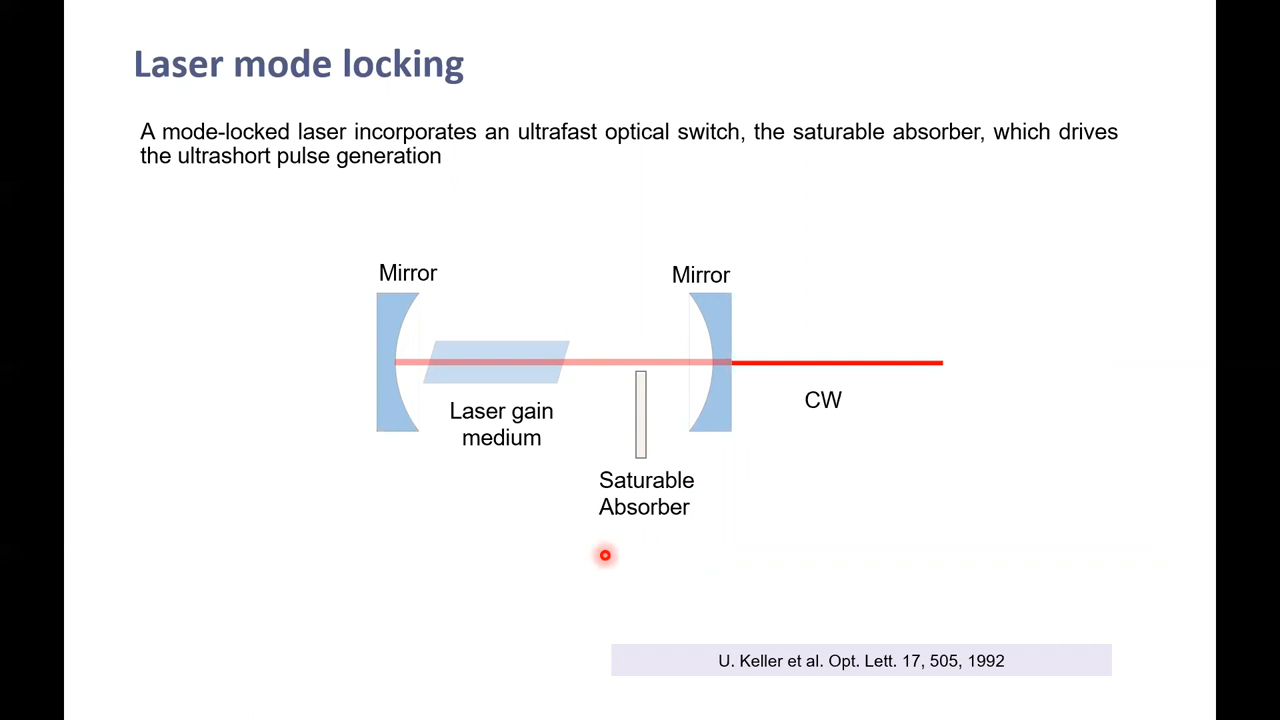 Laser mode locking
A mode-locked laser incorporates an ultrafast optical switch, the saturable absorber, which drives
the ultrashort pulse generation
Mirror
Mirror
Laser gain
medium
CW
Saturable
Absorber
U. Keller et al. Opt. Lett. 17, 505, 1992